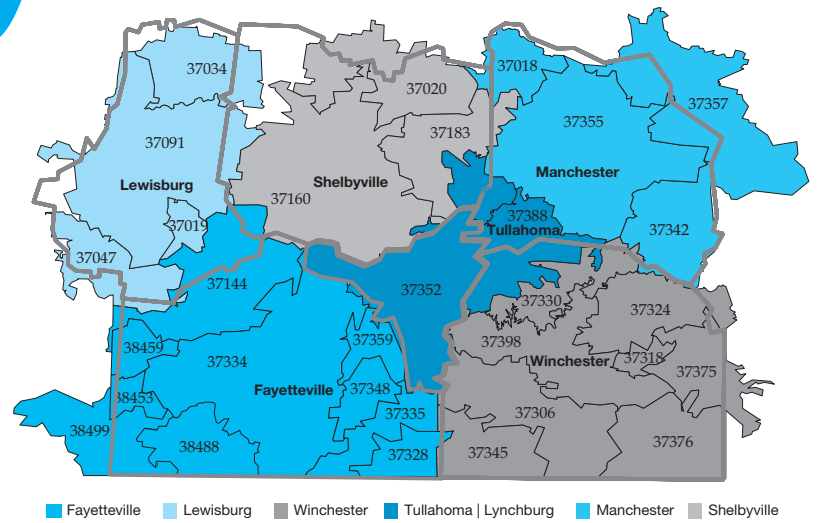 37034
37018
37020
37357
37355
37183
37091
Manchester
Lewisburg
Shelbyville
37160
37388
37019
Tullahoma
37342
37047
37144
37352
37330
37324
38459
37359
37398
37334
Winchester
37318
37375
Fayetteville
37348
38453
37335
37306
38499
38488
37376
37328
37345
Fayetteville
Lewisburg
Winchester
Tullahoma | Lynchburg
Manchester
Shelbyville